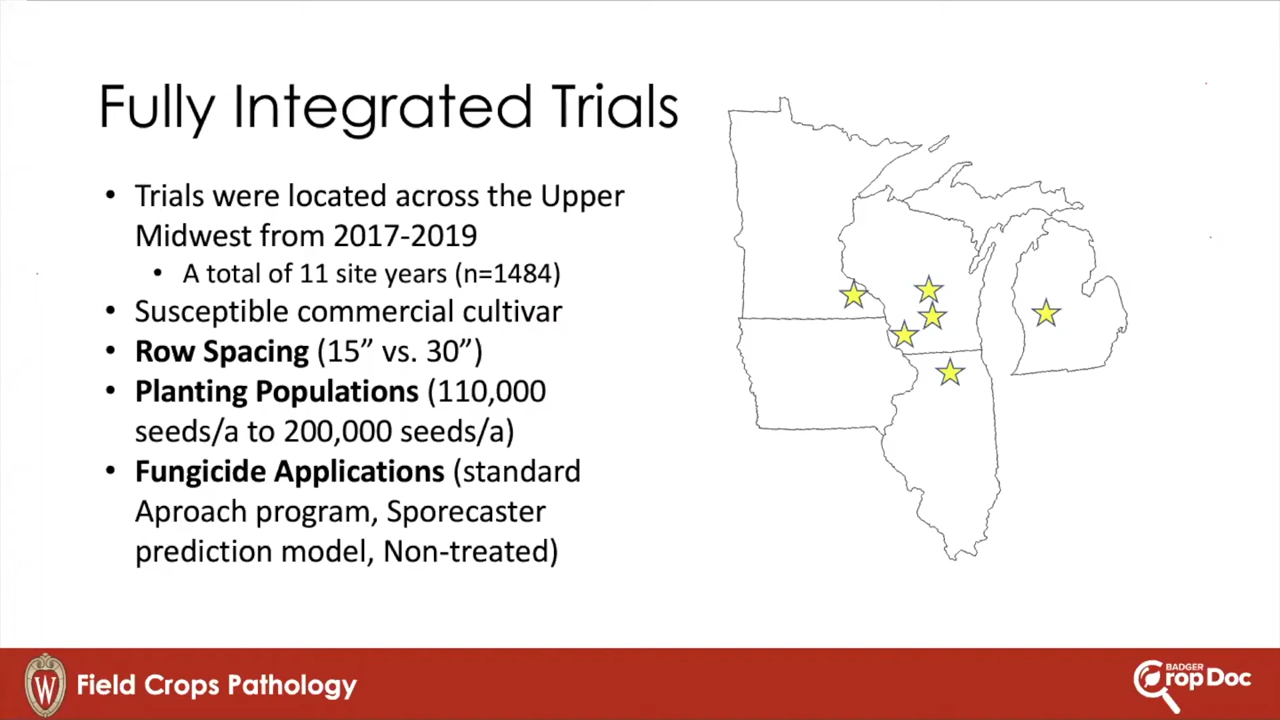 Fully Integrated Trials
• Trials were located across the Upper
Midwest from 2017-2019
• A total of 11 site years (n=1484)
• Susceptible commercial cultivar
• Row Spacing (15” vs. 30”)
• Planting Populations (110,000
seeds/a to 200,000 seeds/a)
• Fungicide Applications (standard
Aproach program, Sporecaster
prediction model, Non-treated)
W
Field Crops Pathology
BADGER
Crop Doc